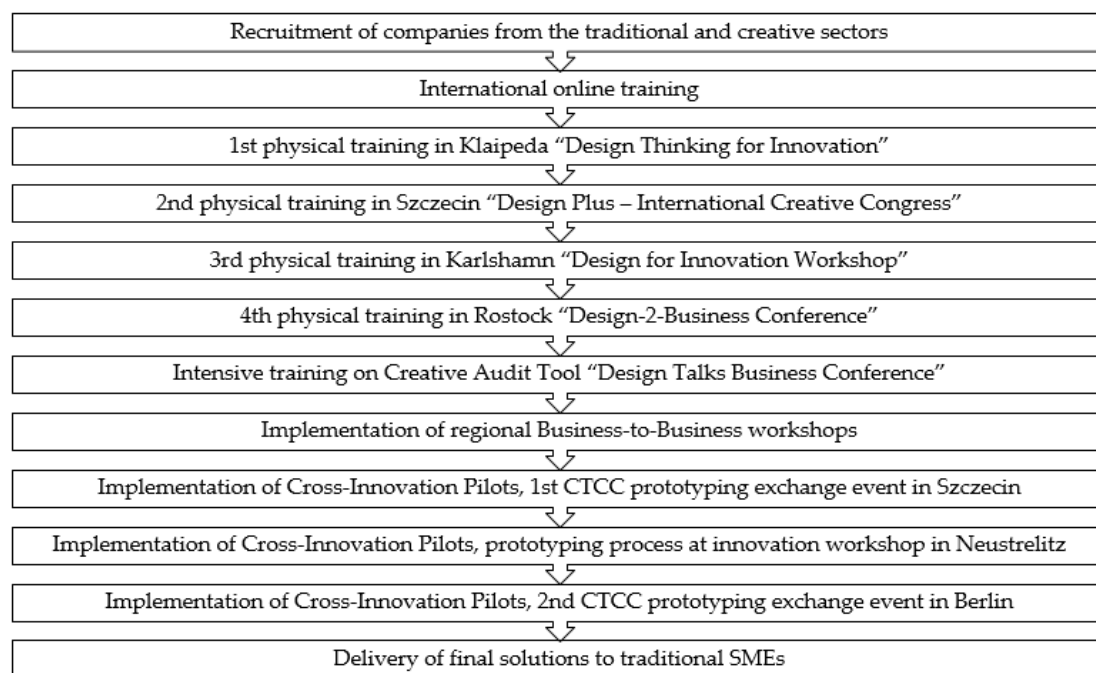 Recruitment of companies from the traditional and creative sectors
International online training
1st physical training in Klaipeda “Design Thinking for Innovation”
2nd physical training in Szczecin “Design Plus – International Creative Congress”
3rd physical training in Karlshamn “Design for Innovation Workshop”
4th physical training in Rostock “Design-2-Business Conference”
Intensive training on Creative Audit Tool “Design Talks Business Conference”
Implementation of regional Business-to-Business workshops
Implementation of Cross-Innovation Pilots, 1st CTCC prototyping exchange event in Szczecin
Implementation of Cross-Innovation Pilots, prototyping process at innovation workshop in Neustrelitz
Implementation of Cross-Innovation Pilots, 2nd CTCC prototyping exchange event in Berlin
Delivery of final solutions to traditional SMEs